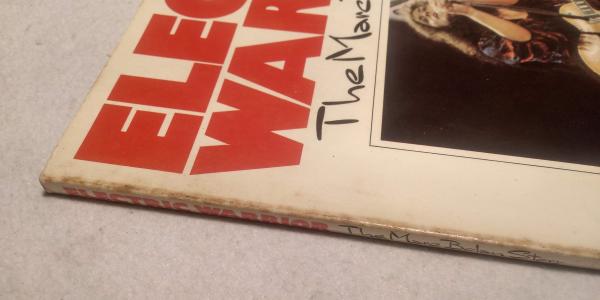 ELEC
WAR
The Marc
ELECTRIC WARRIOR The Marc Bolan Story